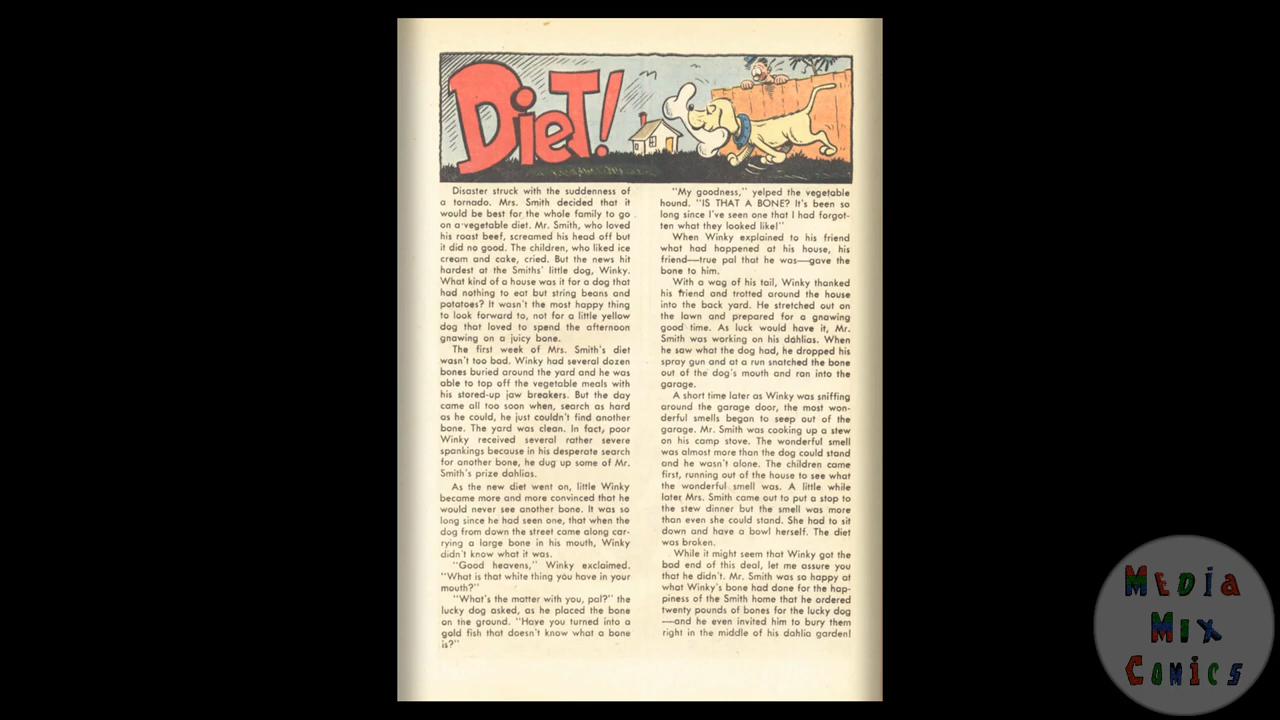 Diet!
Disaster struck with the suddenness of
a tornado. Mrs. Smith decided that it
would be best for the whole family to go
on a vegetable diet. Mr. Smith, who loved
his roast beef, screamed his head off but
it did no good. The children, who liked ice
cream and cake, cried. But the news hit
hardest at the Smiths' little dog, Winky.
What kind of a house was it for a dog that
had nothing to eat but string beans and
potatoes? It wasn't the most happy thing
to look forward to, not for a little yellow
dog that loved to spend the afternoon
gnawing on a juicy bone.
The first week of Mrs. Smith's diet
wasn't too bad. Winky had several dozen
bones buried around the yard and he was
able to top off the vegetable meals with
his stored-up jaw breakers. But the day
came all too soon when, search as hard
as he could, he just couldn't find another
bone. The yard was clean. In fact, poor
Winky received several rather severe
spankings because in his desperate search
for another bone, he dug up some of Mr.
Smith's prize dahlias.
As the new diet went on, little Winky
became more and more convinced that he
would never see another bone. It was so
long since he had seen one, that when the
dog from down the street came along car-
rying a large bone in his mouth, Winky
didn't know what it was.
"Good heavens," Winky exclaimed.
"What is that white thing you have in your
mouth?"
"What's the matter with you, pal?" the
lucky dog asked, as he placed the bone
on the ground. "Have you turned into a
gold fish that doesn't know what a bone
is?"
"My goodness," yelped the vegetable
hound. "IS THAT A BONE? It's been so
long since I've seen one that I had forgot-
ten what they looked like!"
When Winky explained to his friend
what had happened at his house, his
friend—true pal that he was—gave the
bone to him.
With a wag of his tail, Winky thanked
his friend and trotted around the house
into the back yard. He stretched out on
the lawn and prepared for a gnawing
good time. As luck would have it, Mr.
Smith was working on his dahlias. When
he saw what the dog had, he dropped his
spray gun and at a run snatched the bone
out of the dog's mouth and ran into the
garage.
A short time later as Winky was sniffing
around the garage door, the most won-
derful smells began to seep out of the
garage. Mr. Smith was cooking up a stew
on his camp stove. The wonderful smell
was almost more than the dog could stand
and he wasn't alone. The children came
first, running out of the house to see what
the wonderful smell was. A little while
later Mrs. Smith came out to put a stop to
the stew dinner but the smell was more
than even she could stand. She had to sit
down and have a bowl herself. The diet
was broken.
While it might seem that Winky got the
bad end of this deal, let me assure you
that he didn't. Mr. Smith was so happy at
what Winky's bone had done for the hap-
piness of the Smith home that he ordered
twenty pounds of bones for the lucky dog
—and he even invited him to bury them
right in the middle of his dahlia garden!
Media
Mix
Comics